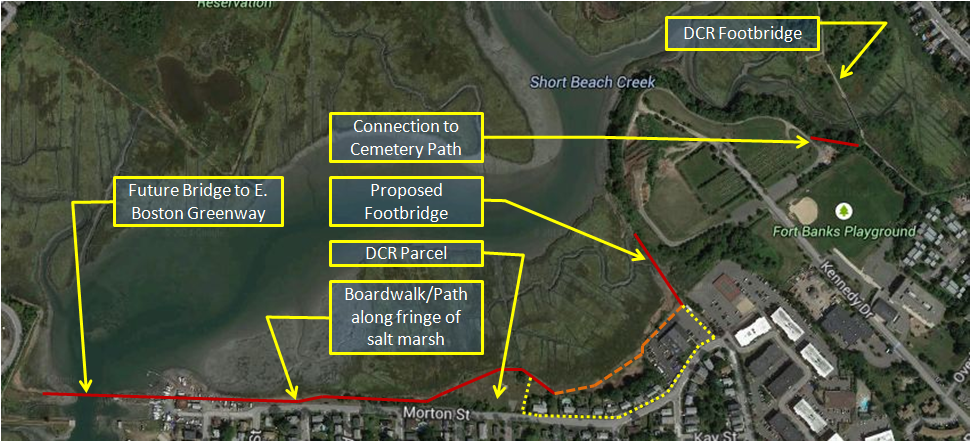 Reservation
DCR Footbridge
Short Beach Creek
Connection to
Cemetery Path
Future Bridge to E.
Boston Greenway
Proposed
Footbridge
Fort Banks Playground
DCR Parcel
Kennedy Dr
Boardwalk/Path
along fringe of
salt marsh
Morton St
Kay St
St